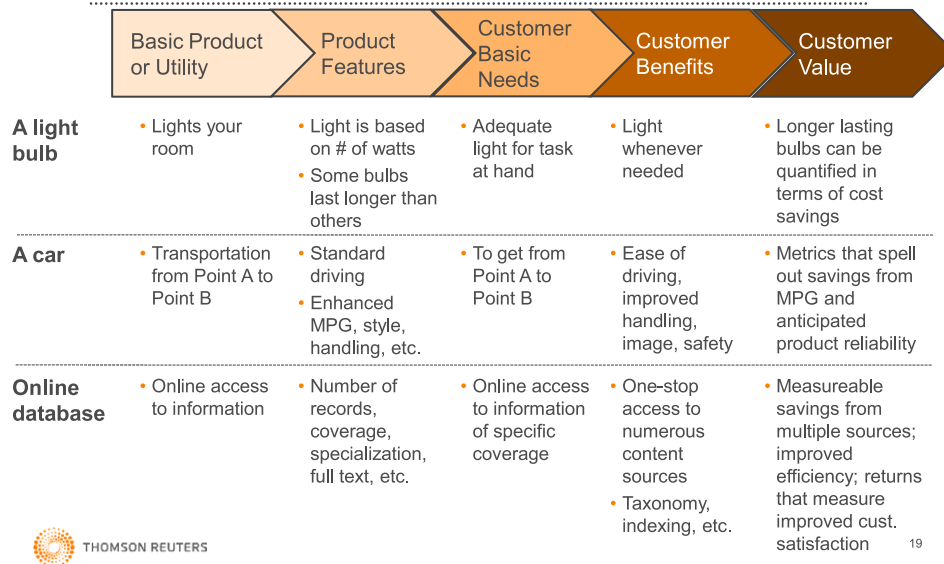 Basic Product
or Utility
Product
Features
Customer
Basic
Needs
Customer
Benefits
Customer
Value
A light
bulb
• Lights your
room
• Light is based
on # of watts
• Some bulbs
last longer than
others
• Adequate
light for task
at hand
• Light
whenever
needed
• Longer lasting
bulbs can be
quantified in
terms of cost
savings
A car
• Transportation
from Point A to
Point B
• Standard
driving
• Enhanced
MPG, style,
handling, etc.
• To get from
Point A to
Point B
• Ease of
driving,
improved
handling,
image, safety
• Metrics that spell
out savings from
MPG and
anticipated
product reliability
Online
database
• Online access
to information
• Number of
records,
coverage,
specialization,
full text, etc.
• Online access
to information
of specific
coverage
• One-stop
access to
numerous
content
sources
• Taxonomy,
indexing, etc.
• Measureable
savings from
multiple sources;
improved
efficiency; returns
that measure
improved cust.
satisfaction
THOMSON REUTERS
19